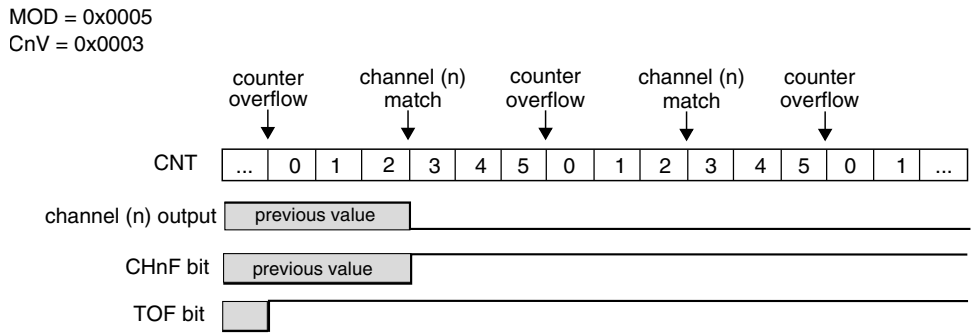 MOD = 0x0005
CnV = 0x0003
counter overflow
channel (n) match
counter overflow
channel (n) match
counter overflow
CNT ... 0 1 2 3 4 5 0 1 2 3 4 5 0 1 ...
channel (n) output previous value
CHnF bit previous value
TOF bit